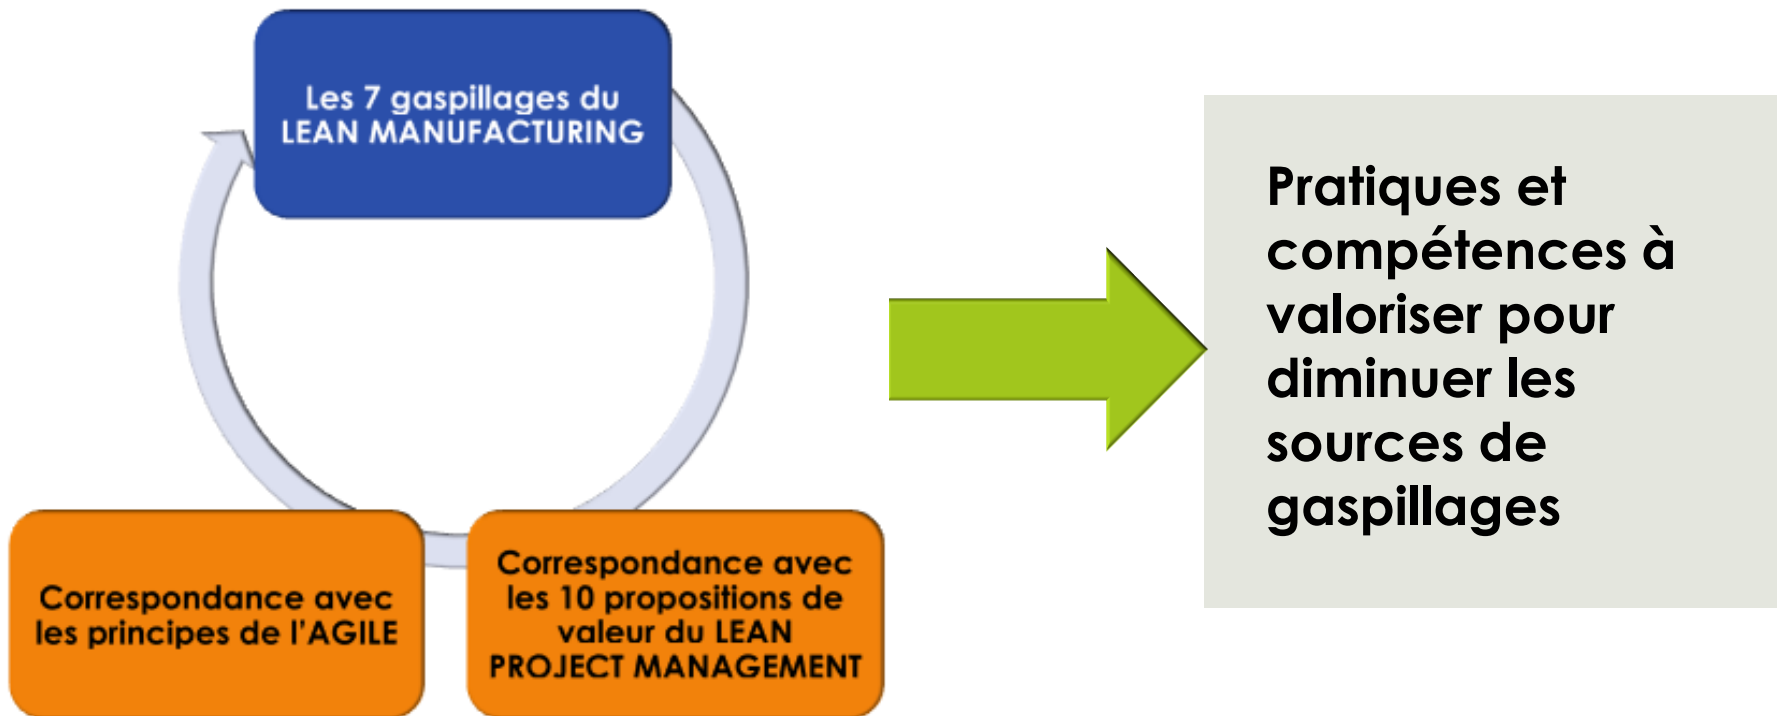 Les 7 gaspillages du
LEAN MANUFACTURING
Correspondance avec
les principes de l'AGILE
Correspondance avec
les 10 propositions de
valeur du LEAN
PROJECT MANAGEMENT
Pratiques et
compétences à
valoriser pour
diminuer les
sources de
gaspillages